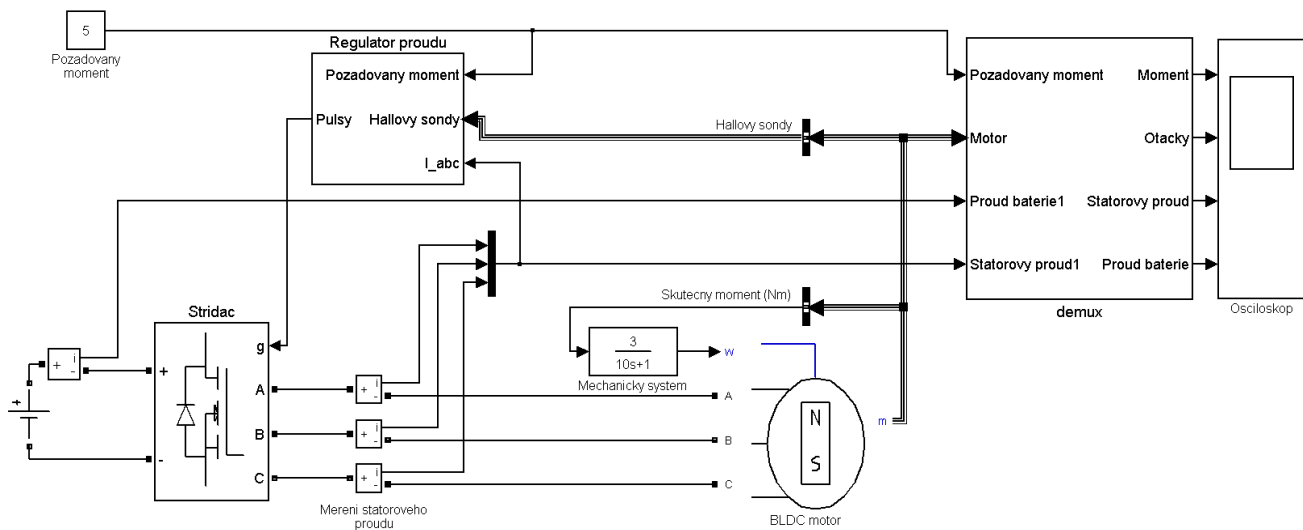 5
Pozadovany
moment
Regulator proudu
Pozadovany moment
Pulsy
Hallovy sondy
I_abc
Hallovy sondy
Pozadovany moment
Moment
Motor
Otacky
Proud baterie1
Statorovy proud
Statorovy proud1
Proud baterie
demux
Osciloskop
Skutecny moment (Nm)
3
10s+1
Mechanicky system
w
Stridac
g
+
A
B
-
C
+
i
-
+
+
i
-
+
i
-
+
i
-
Mereni statoroveho
proudu
A
B
C
m
N
S
BLDC motor